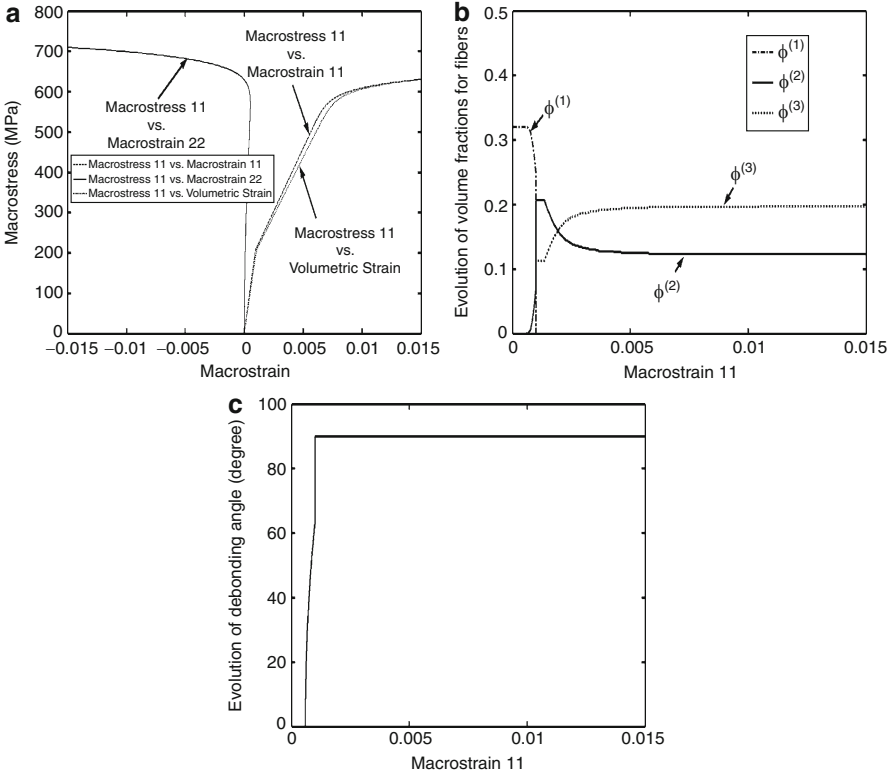 a
Macrostress (MPa)
800
700
600
500
400
300
200
100
0
−0.015
−0.01
−0.005
0
0.005
0.01
0.015
Macrostrain
Macrostress 11
vs.
Macrostrain 11
Macrostress 11
vs.
Macrostrain 22
Macrostress 11 vs. Macrostrain 11
Macrostress 11 vs. Macrostrain 22
Macrostress 11 vs. Volumetric Strain
Macrostress 11
vs.
Volumetric Strain
b
Evolution of volume fractions for fibers
0.5
0.4
0.3
0.2
0.1
0
0
0.005
0.01
0.015
Macrostrain 11
ϕ(1)
ϕ(2)
ϕ(3)
ϕ(1)
ϕ(3)
ϕ(2)
c
Evolution of debonding angle (degree)
100
80
60
40
20
0
0
0.005
0.01
0.015
Macrostrain 11